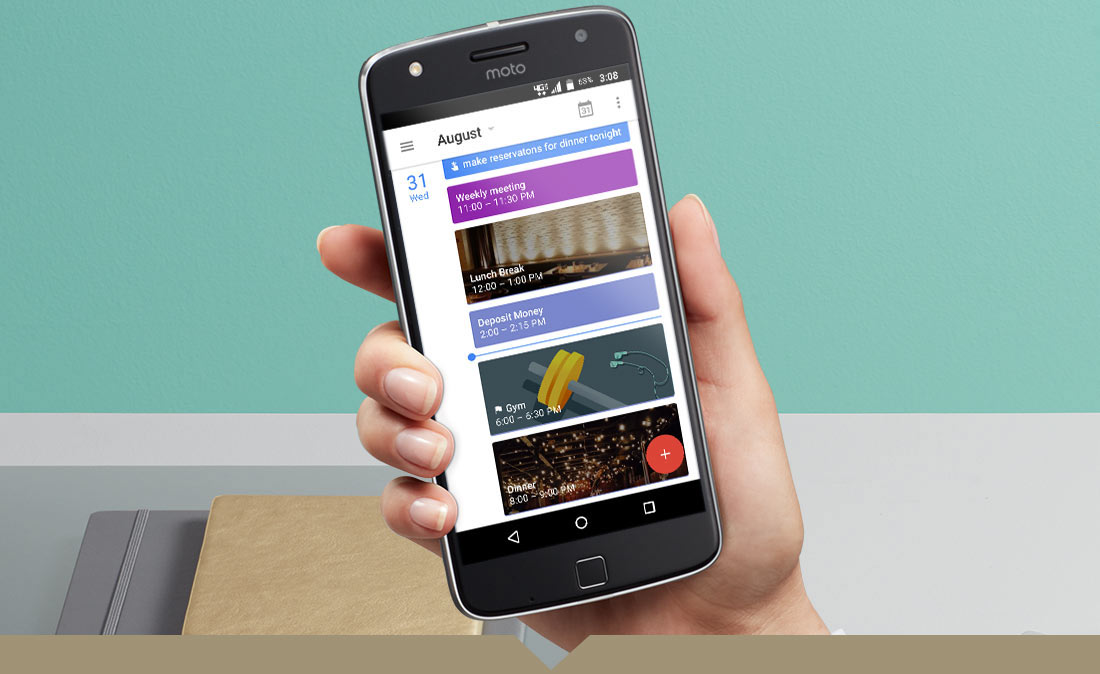 moto
4G 63% 3:08
August
31
31
Wed
make reservatons for dinner tonight
Weekly meeting
11:00 – 11:30 PM
Lunch Break
12:00 – 1:00 PM
Deposit Money
2:00 – 2:15 PM
Gym
6:00 – 6:30 PM
Dinner
8:00 – 9:00 PM